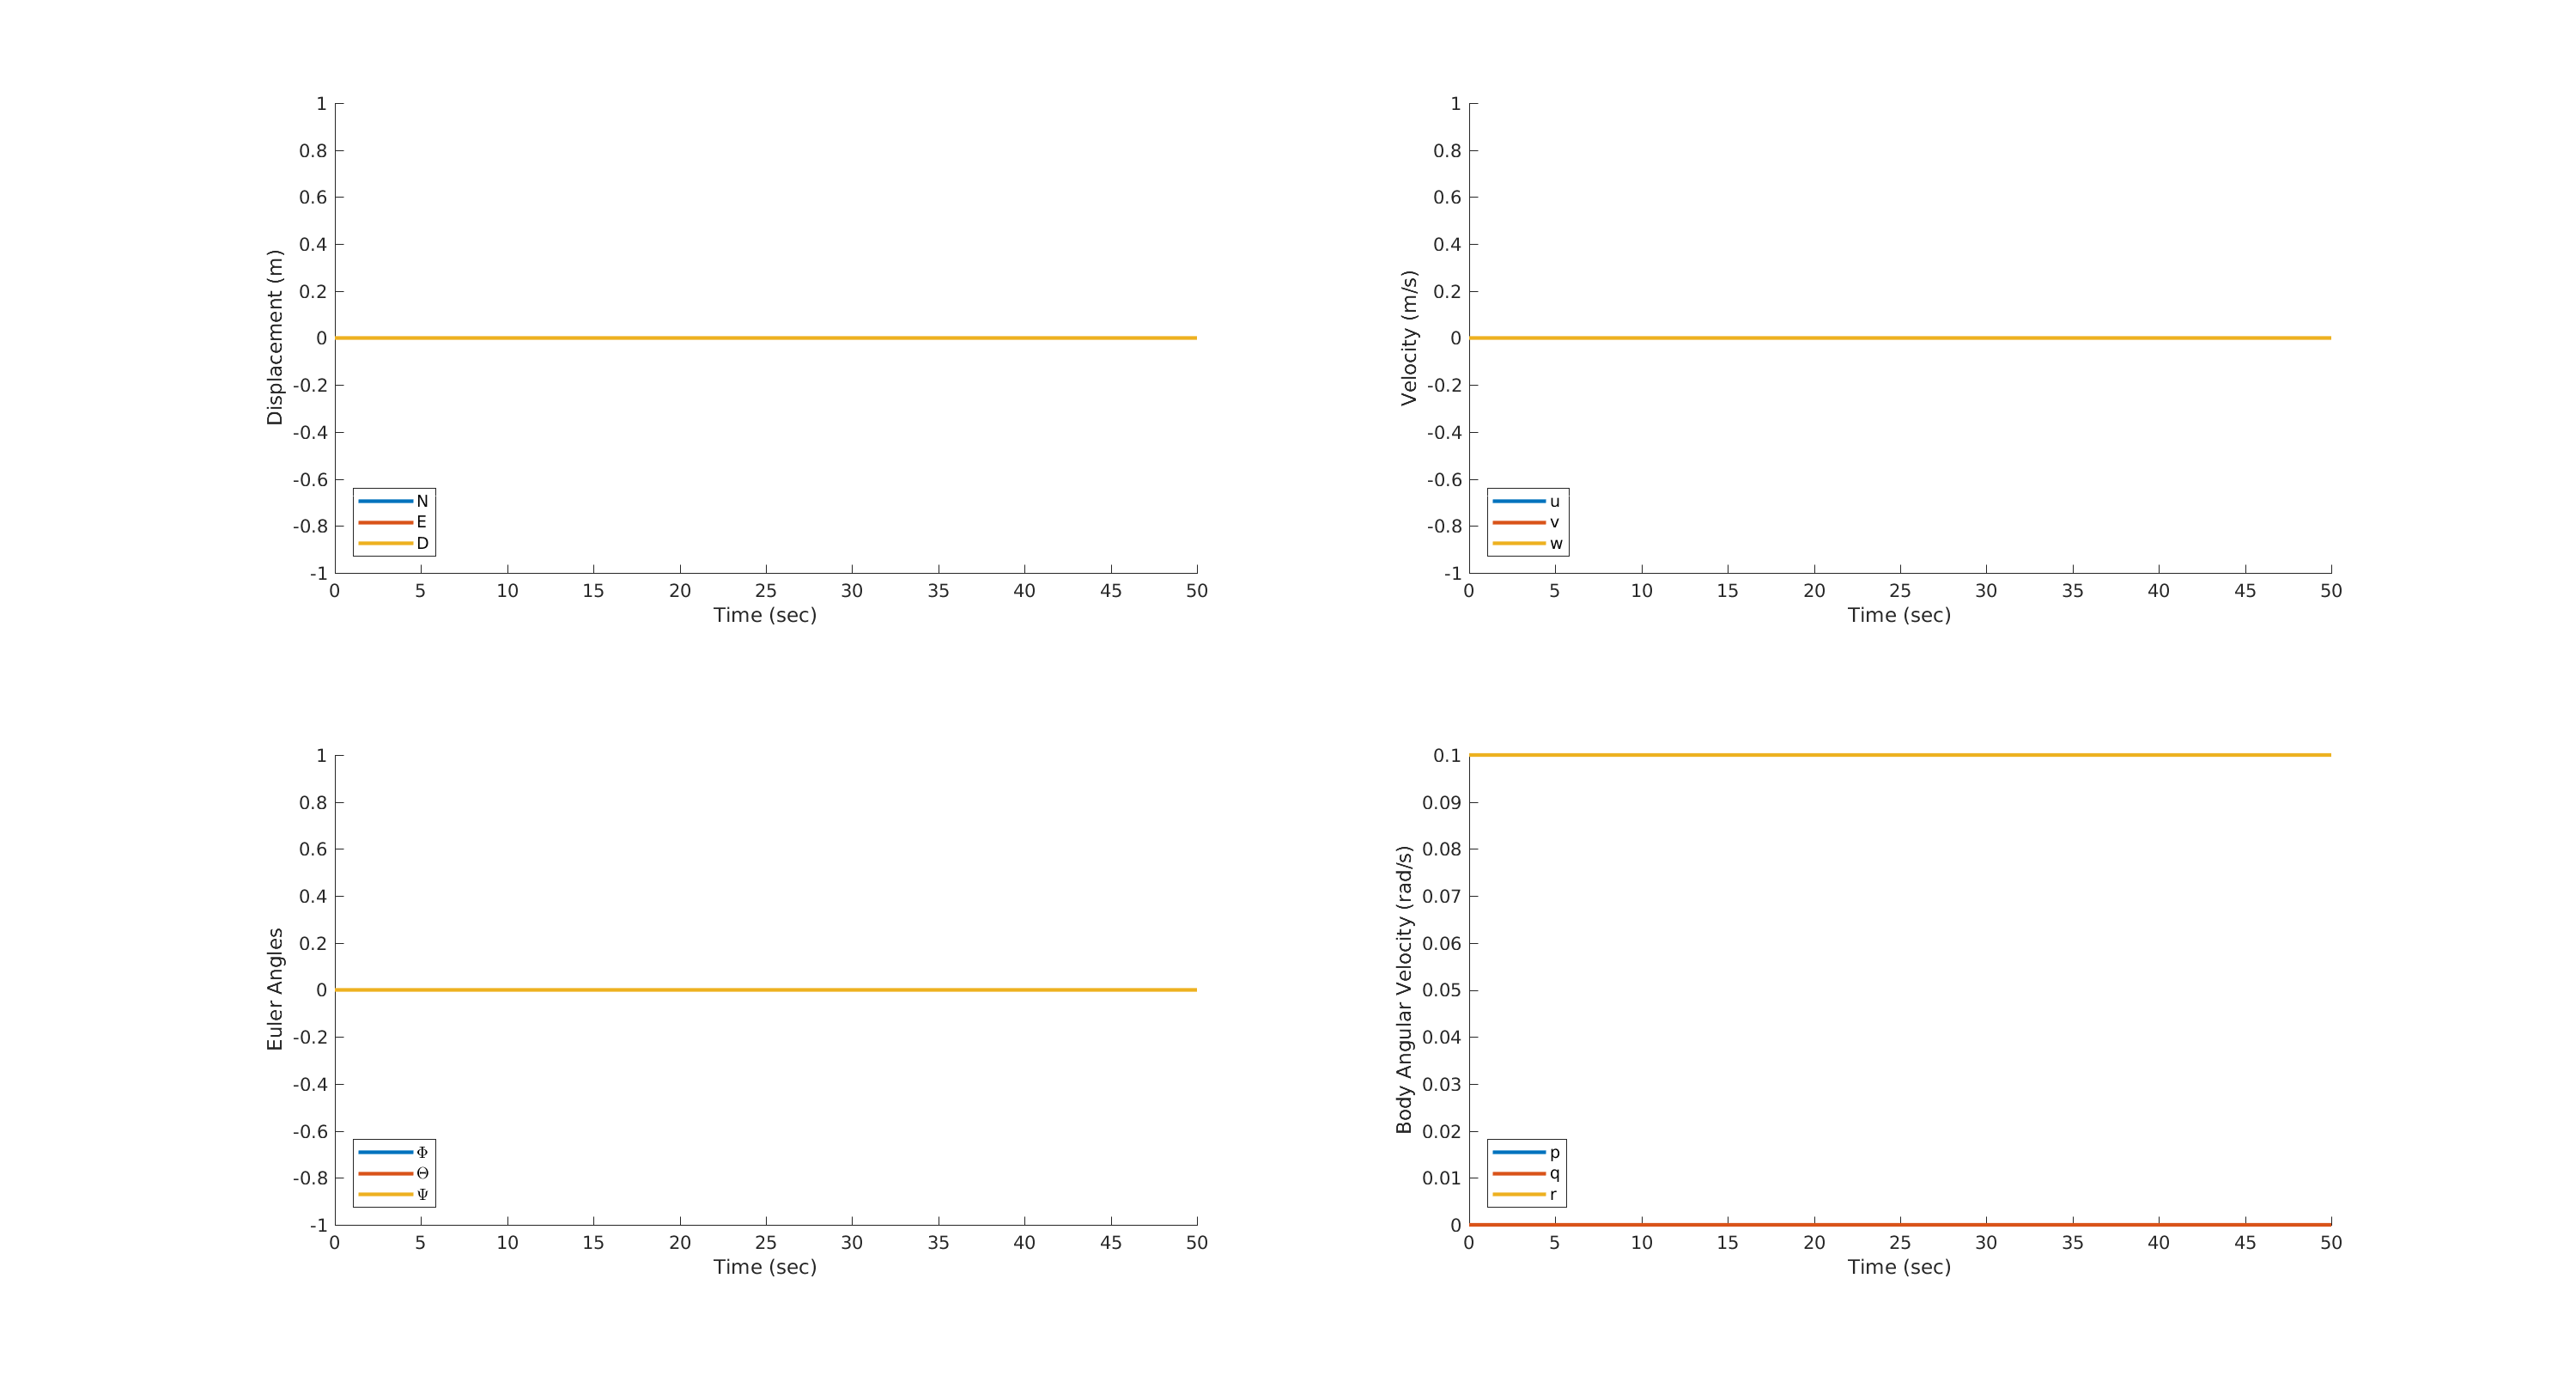 1
0.8
0.6
0.4
0.2
0
-0.2
-0.4
-0.6
-0.8
-1
Displacement (m)
N
E
D
0 5 10 15 20 25 30 35 40 45 50
Time (sec)
1
0.8
0.6
0.4
0.2
0
-0.2
-0.4
-0.6
-0.8
-1
Velocity (m/s)
u
v
w
0 5 10 15 20 25 30 35 40 45 50
Time (sec)
1
0.8
0.6
0.4
0.2
0
-0.2
-0.4
-0.6
-0.8
-1
Euler Angles
Φ
Θ
Ψ
0 5 10 15 20 25 30 35 40 45 50
Time (sec)
0.1
0.09
0.08
0.07
0.06
0.05
0.04
0.03
0.02
0.01
0
Body Angular Velocity (rad/s)
p
q
r
0 5 10 15 20 25 30 35 40 45 50
Time (sec)